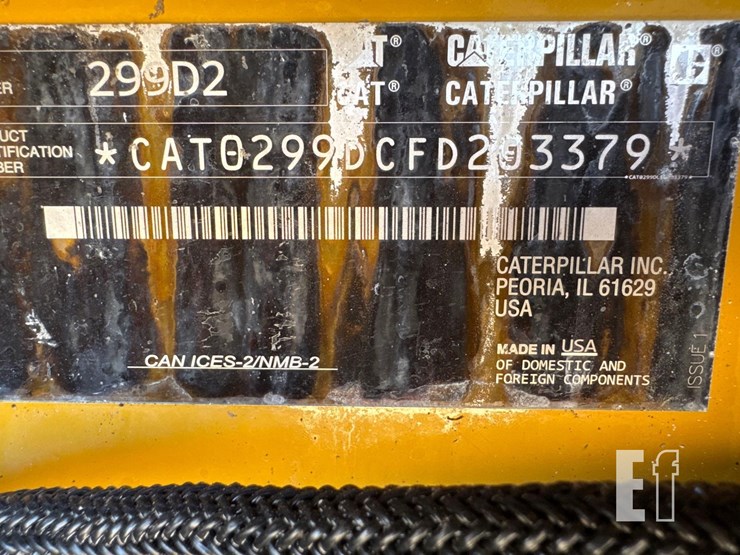 299D2
CAT® CATERPILLAR®
CAT® CATERPILLAR®
*CAT0299DCFD203379*
CATERPILLAR INC.
PEORIA, IL 61629
USA
MADE IN USA
OF DOMESTIC AND
FOREIGN COMPONENTS
CAN ICES-2/NMB-2
ISSUE 1
Ef